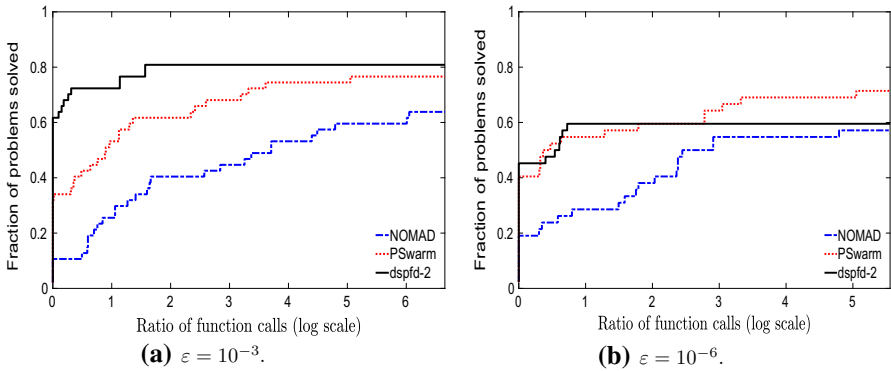 Fraction of problems solved
1
0.8
0.6
0.4
0.2
0
0 1 2 3 4 5 6
NOMAD
PSwarm
dspfd-2
Ratio of function calls (log scale)
(a) ε = 10⁻³.
Fraction of problems solved
1
0.8
0.6
0.4
0.2
0
0 1 2 3 4 5
NOMAD
PSwarm
dspfd-2
Ratio of function calls (log scale)
(b) ε = 10⁻⁶.